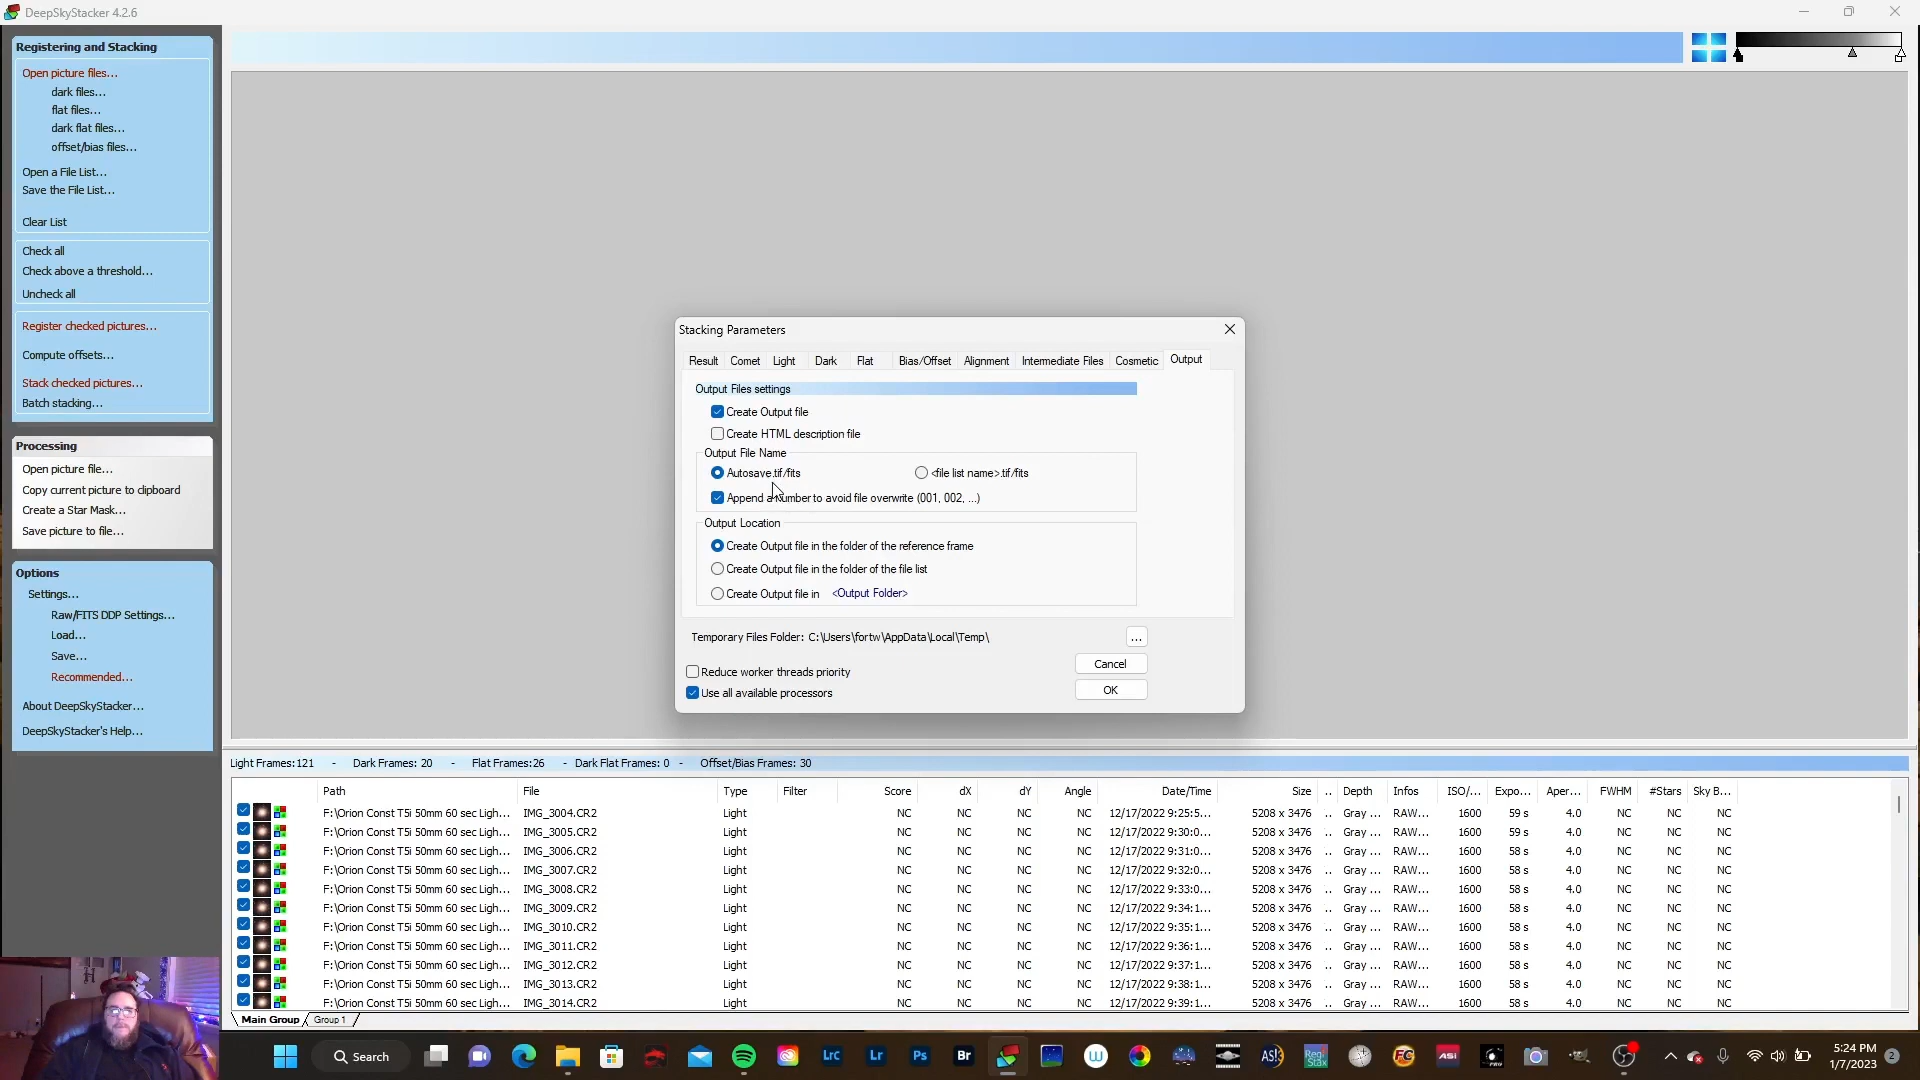 DeepSkyStacker 4.2.6
Registering and Stacking
Open picture files...
dark files...
flat files...
dark flat files...
offset/bias files...
Open a File List...
Save the File List...
Clear List
Check all
Check above a threshold...
Uncheck all
Register checked pictures...
Compute offsets...
Stack checked pictures...
Batch stacking...
Processing
Open picture file...
Copy current picture to clipboard
Create a Star Mask...
Save picture to file...
Options
Settings...
Raw/FITS DDP Settings...
Load...
Save...
Recommended...
About DeepSkyStacker...
DeepSkyStacker's Help...
Stacking Parameters
Result Comet Light Dark Flat Bias/Offset Alignment Intermediate Files Cosmetic Output
Output Files settings
Create Output file
Create HTML description file
Output File Name
Autosave.tif/fits <file list name>.tif/fits
Append a number to avoid file overwrite (001, 002, ...)
Output Location
Create Output file in the folder of the reference frame
Create Output file in the folder of the file list
Create Output file in <Output Folder>
Temporary Files Folder: C:\Users\fortw\AppData\Local\Temp\ ...
Reduce worker threads priority
Cancel
Use all available processors
OK
Light Frames:121 - Dark Frames: 20 - Flat Frames:26 - Dark Flat Frames: 0 - Offset/Bias Frames: 30
Path File Type Filter Score dX dY Angle Date/Time Size .. Depth Infos ISO/... Expo... Aper... FWHM #Stars Sky B...
F:\Orion Const T5i 50mm 60 sec Ligh... IMG_3004.CR2 Light NC NC NC NC 12/17/2022 9:25:5... 5208 x 3476 .. Gray ... RAW... 1600 59 s 4.0 NC NC NC
F:\Orion Const T5i 50mm 60 sec Ligh... IMG_3005.CR2 Light NC NC NC NC 12/17/2022 9:30:0... 5208 x 3476 .. Gray ... RAW... 1600 59 s 4.0 NC NC NC
F:\Orion Const T5i 50mm 60 sec Ligh... IMG_3006.CR2 Light NC NC NC NC 12/17/2022 9:31:0... 5208 x 3476 .. Gray ... RAW... 1600 58 s 4.0 NC NC NC
F:\Orion Const T5i 50mm 60 sec Ligh... IMG_3007.CR2 Light NC NC NC NC 12/17/2022 9:32:0... 5208 x 3476 .. Gray ... RAW... 1600 58 s 4.0 NC NC NC
F:\Orion Const T5i 50mm 60 sec Ligh... IMG_3008.CR2 Light NC NC NC NC 12/17/2022 9:33:0... 5208 x 3476 .. Gray ... RAW... 1600 58 s 4.0 NC NC NC
F:\Orion Const T5i 50mm 60 sec Ligh... IMG_3009.CR2 Light NC NC NC NC 12/17/2022 9:34:1... 5208 x 3476 .. Gray ... RAW... 1600 58 s 4.0 NC NC NC
F:\Orion Const T5i 50mm 60 sec Ligh... IMG_3010.CR2 Light NC NC NC NC 12/17/2022 9:35:1... 5208 x 3476 .. Gray ... RAW... 1600 58 s 4.0 NC NC NC
F:\Orion Const T5i 50mm 60 sec Ligh... IMG_3011.CR2 Light NC NC NC NC 12/17/2022 9:36:1... 5208 x 3476 .. Gray ... RAW... 1600 58 s 4.0 NC NC NC
F:\Orion Const T5i 50mm 60 sec Ligh... IMG_3012.CR2 Light NC NC NC NC 12/17/2022 9:37:1... 5208 x 3476 .. Gray ... RAW... 1600 58 s 4.0 NC NC NC
F:\Orion Const T5i 50mm 60 sec Ligh... IMG_3013.CR2 Light NC NC NC NC 12/17/2022 9:38:1... 5208 x 3476 .. Gray ... RAW... 1600 58 s 4.0 NC NC NC
F:\Orion Const T5i 50mm 60 sec Ligh... IMG_3014.CR2 Light NC NC NC NC 12/17/2022 9:39:1... 5208 x 3476 .. Gray ... RAW... 1600 58 s 4.0 NC NC NC
Main Group Group 1
Search LrC Lr Ps Br AS! Reg Stax FC ASI 5:24 PM
1/7/2023 2